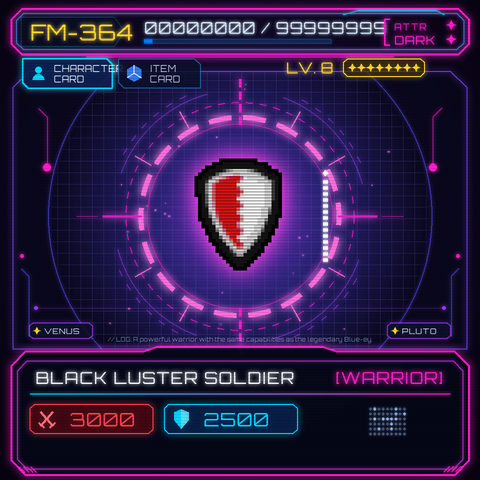 FM-364
00000000 / 99999999
ATTR
DARK
CHARACTER
CARD
ITEM
CARD
LV. 8
VENUS
PLUTO
// LOG: A powerful warrior with the same capabilities as the legendary Blue-ey
BLACK LUSTER SOLDIER
[WARRIOR]
3000
2500